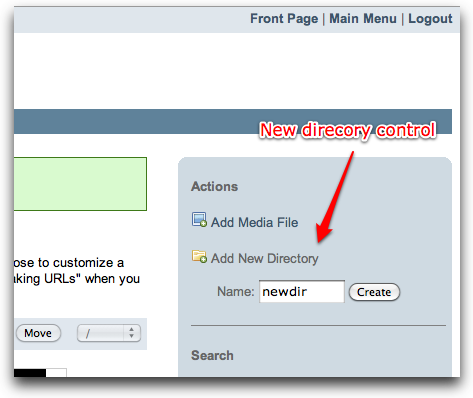 Front Page | Main Menu | Logout
New direcory control
Actions
Add Media File
ose to customize a
aking URLs" when you
Add New Directory
Name: newdir Create
Move /
Search